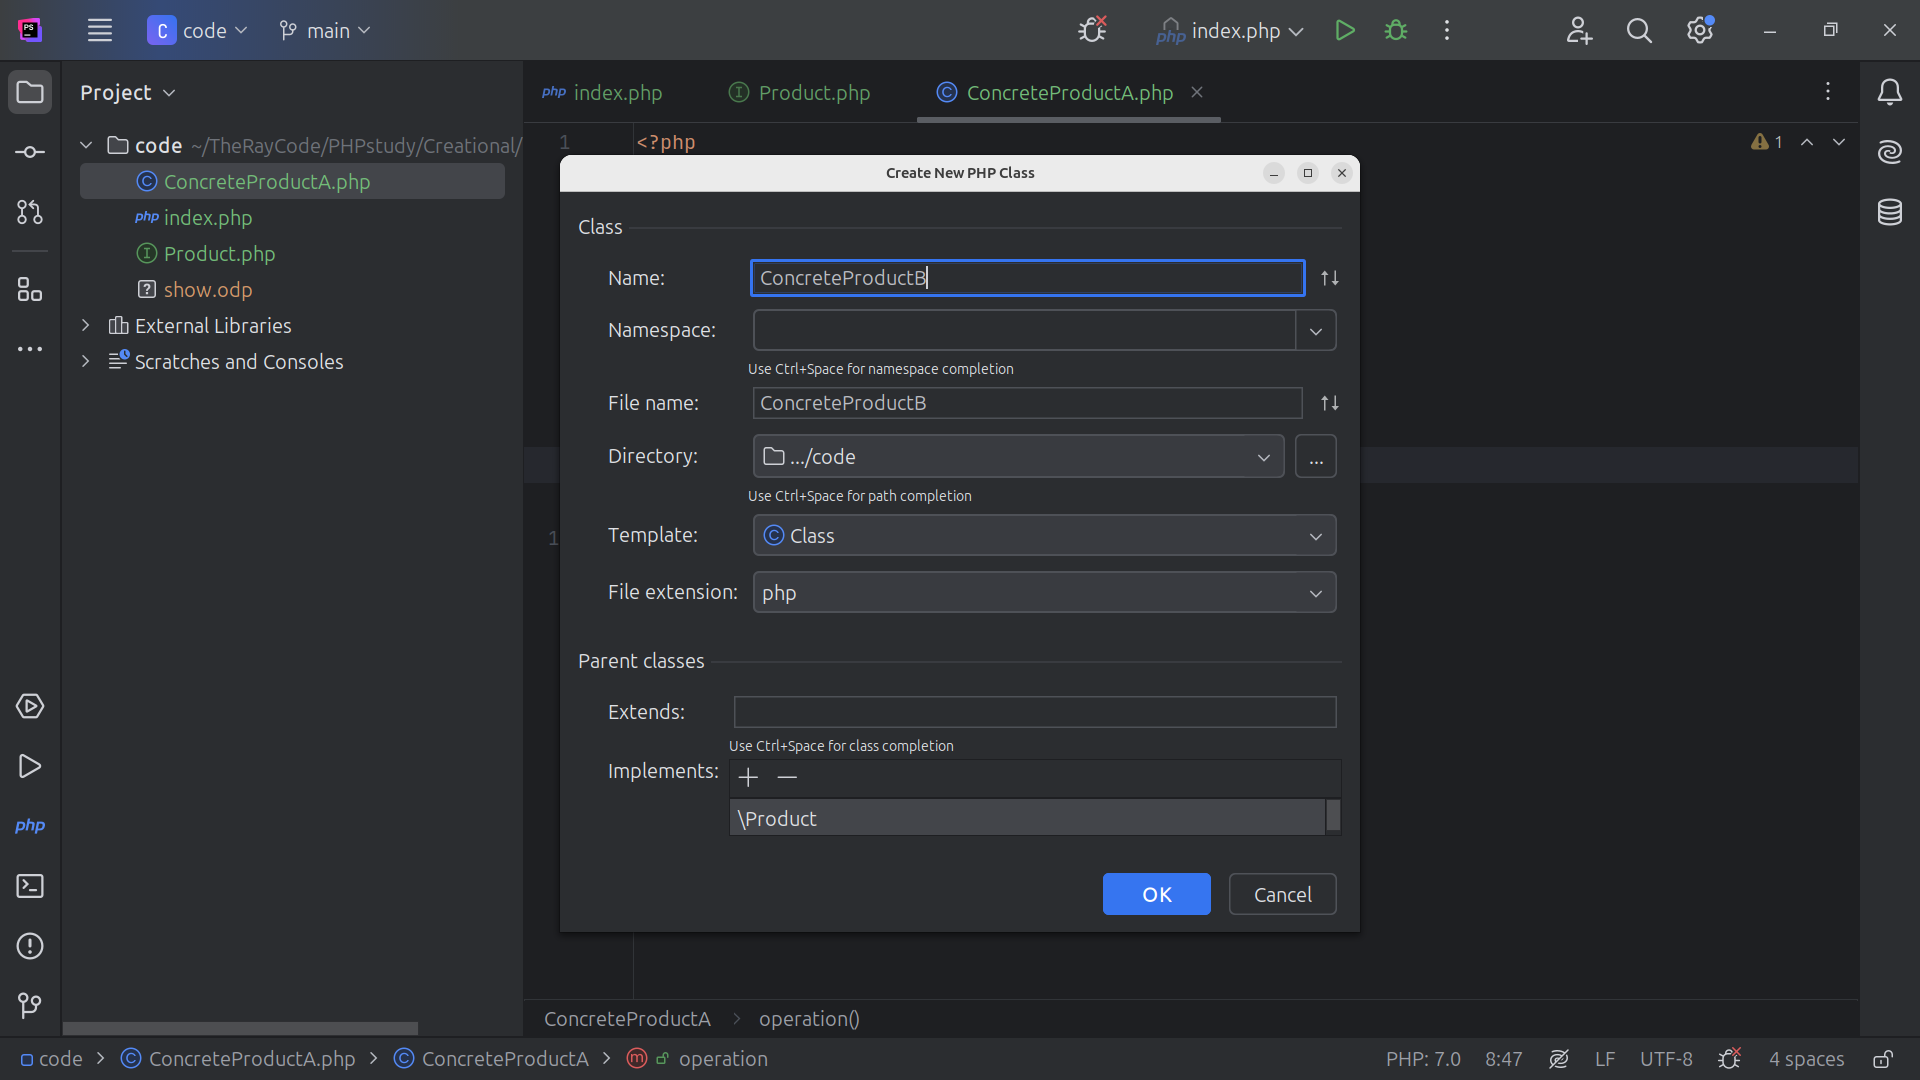 PS
C code
main
php index.php
Project
code ~/TheRayCode/PHPstudy/Creational/
C ConcreteProductA.php
php index.php
I Product.php
? show.odp
External Libraries
Scratches and Consoles
php
php index.php
I Product.php
C ConcreteProductA.php
1 <?php
1
1
Create New PHP Class
Class
Name: ConcreteProductB
Namespace:
Use Ctrl+Space for namespace completion
File name: ConcreteProductB
Directory: .../code ...
Use Ctrl+Space for path completion
Template: C Class
File extension: php
Parent classes
Extends:
Use Ctrl+Space for class completion
Implements:
\Product
OK Cancel
ConcreteProductA > operation()
code > C ConcreteProductA.php > C ConcreteProductA > m operation
PHP: 7.0 8:47 LF UTF-8 4 spaces